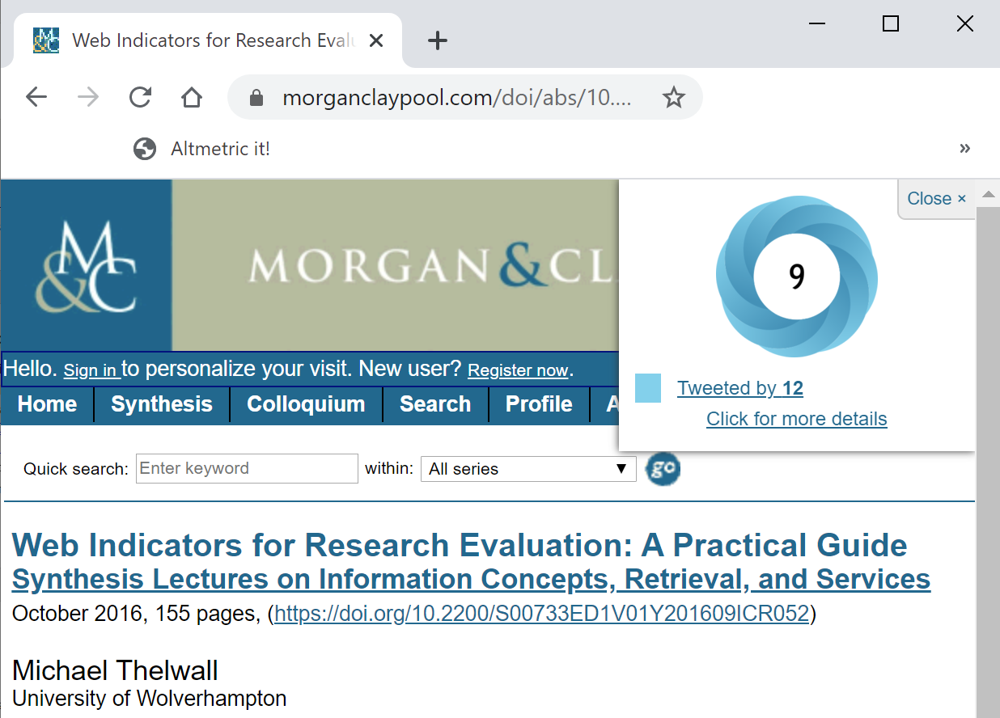 Web Indicators for Research Eval
morganclaypool.com/doi/abs/10....
Altmetric it!
»
M&C
MORGAN&CL
Close ×
9
Tweeted by 12
Click for more details
Hello. Sign in to personalize your visit. New user? Register now.
Home Synthesis Colloquium Search Profile A
Quick search: Enter keyword within: All series ▼ go
Web Indicators for Research Evaluation: A Practical Guide
Synthesis Lectures on Information Concepts, Retrieval, and Services
October 2016, 155 pages, (https://doi.org/10.2200/S00733ED1V01Y201609ICR052)
Michael Thelwall
University of Wolverhampton